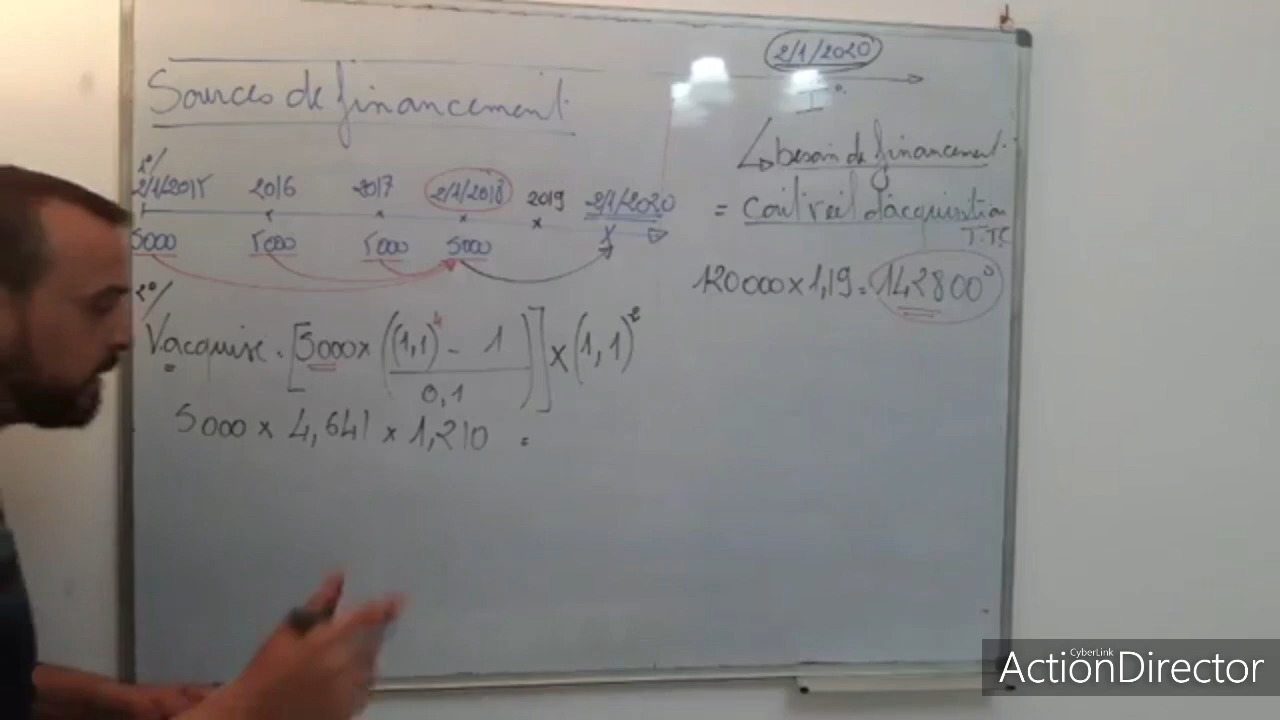 Sources de financement
1°/
2/1/2015 2016 2017 2/1/2018 2019 2/1/2020
5000 5000 5000 5000
2°/
Vacquise = [5000 x ((1,1)^4 - 1 / 0,1)] x (1,1)^2
5000 x 4,641 x 1,210 =
2/1/2020
I°
besoin de financement
= coût réel d'acquisition
TTC
120000 x 1,19 = 142800
CyberLink
ActionDirector